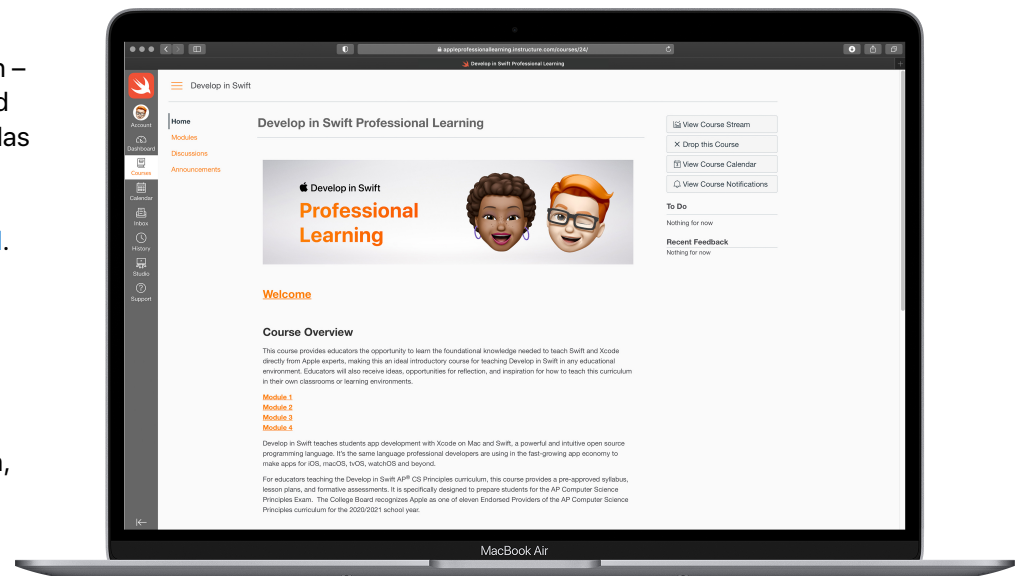 n –
d
las
l.
n,
appleprofessionallearning.instructure.com/courses/24/
Develop in Swift Professional Learning
Account
Dashboard
Courses
Calendar
Inbox
History
Studio
Support
Develop in Swift
Home
Modules
Discussions
Announcements
Develop in Swift Professional Learning
Develop in Swift
Professional
Learning
Welcome
Course Overview
This course provides educators the opportunity to learn the foundational knowledge needed to teach Swift and Xcode
directly from Apple experts, making this an ideal introductory course for teaching Develop in Swift in any educational
environment. Educators will also receive ideas, opportunities for reflection, and inspiration for how to teach this curriculum
in their own classrooms or learning environments.
Module 1
Module 2
Module 3
Module 4
Develop in Swift teaches students app development with Xcode on Mac and Swift, a powerful and intuitive open source
programming language. It's the same language professional developers are using in the fast-growing app economy to
make apps for iOS, macOS, tvOS, watchOS and beyond.
For educators teaching the Develop in Swift AP® CS Principles curriculum, this course provides a pre-approved syllabus,
lesson plans, and formative assessments. It is specifically designed to prepare students for the AP Computer Science
Principles Exam. The College Board recognizes Apple as one of eleven Endorsed Providers of the AP Computer Science
Principles curriculum for the 2020/2021 school year.
View Course Stream
Drop this Course
View Course Calendar
View Course Notifications
To Do
Nothing for now
Recent Feedback
Nothing for now
MacBook Air